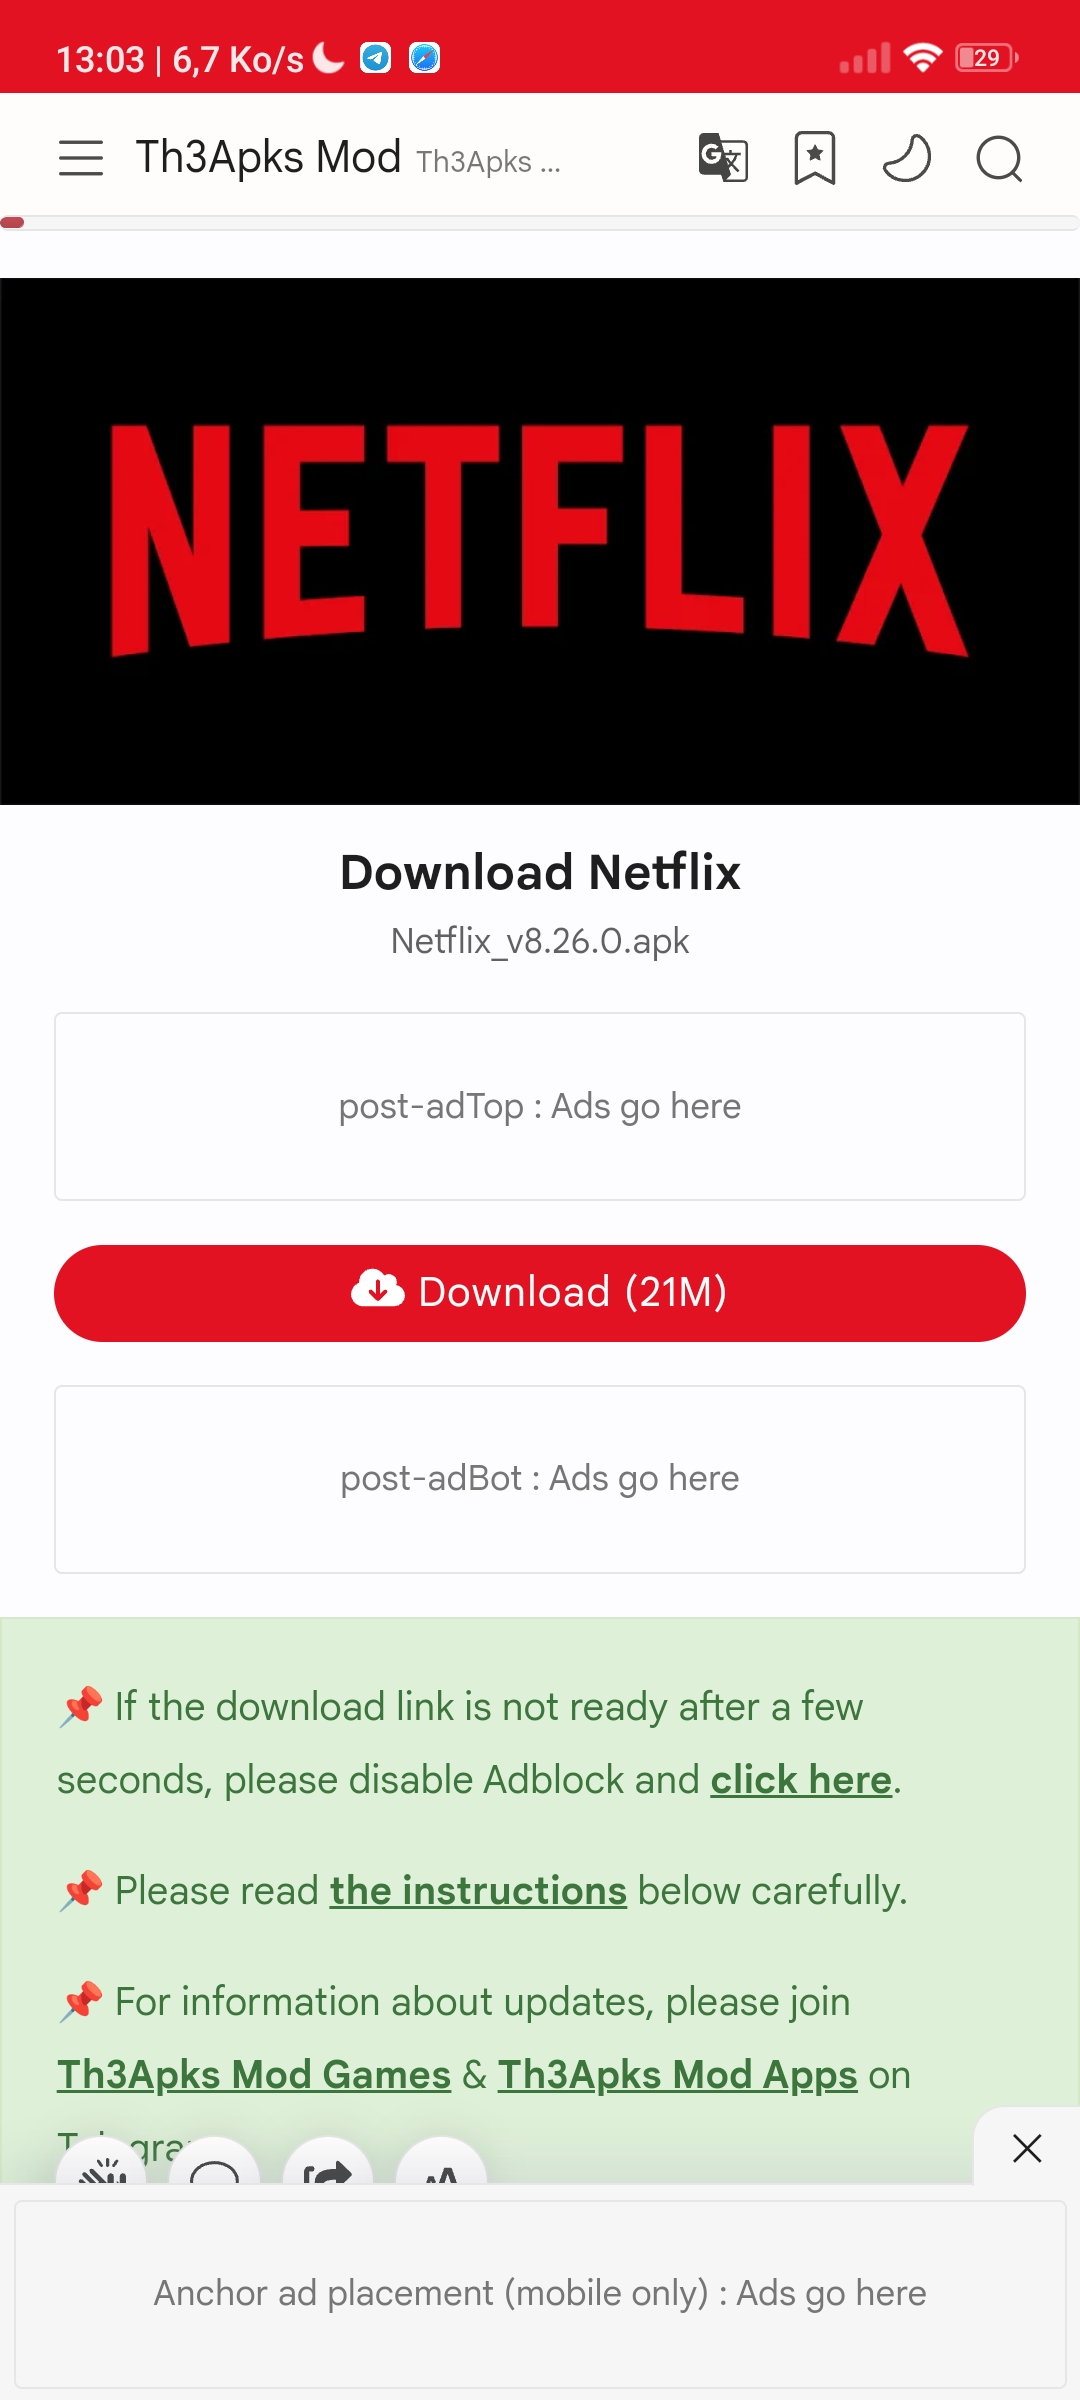 13:03 | 6,7 Ko/s
29
Th3Apks Mod Th3Apks ...
NETFLIX
Download Netflix
Netflix_v8.26.0.apk
post-adTop : Ads go here
Download (21M)
post-adBot : Ads go here
📌 If the download link is not ready after a few
seconds, please disable Adblock and click here.
📌 Please read the instructions below carefully.
📌 For information about updates, please join
Th3Apks Mod Games & Th3Apks Mod Apps on
Anchor ad placement (mobile only) : Ads go here